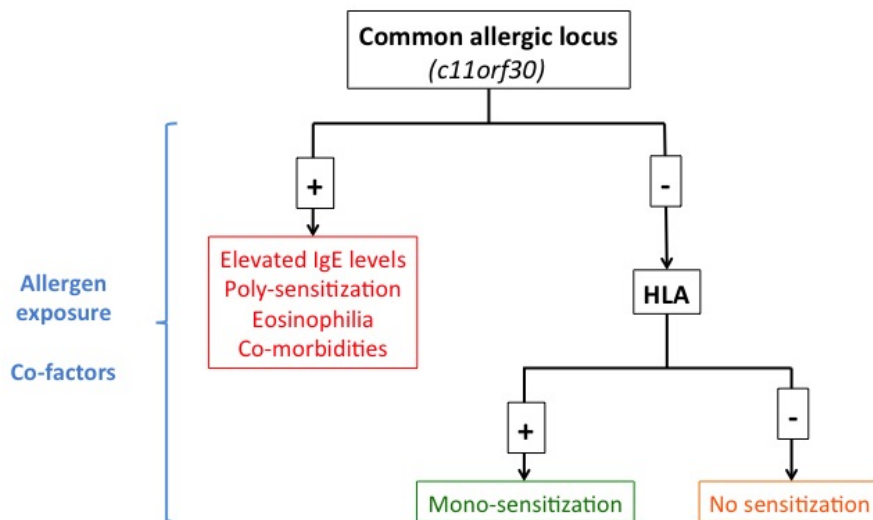 Common allergic locus
(c11orf30)
+
-
Elevated IgE levels
Poly-sensitization
Eosinophilia
Co-morbidities
HLA
Allergen
exposure
Co-factors
+
-
Mono-sensitization
No sensitization